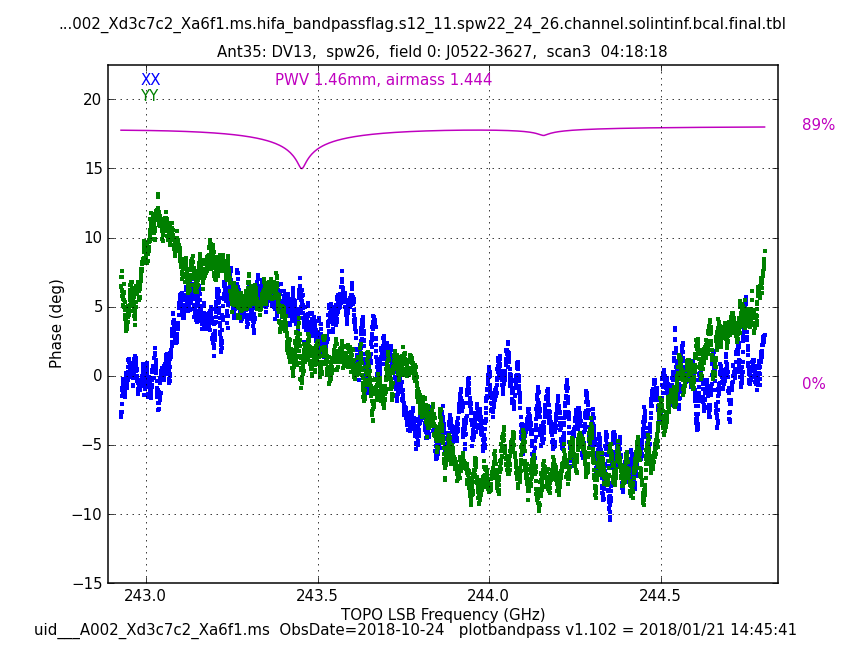 ...002_Xd3c7c2_Xa6f1.ms.hifa_bandpassflag.s12_11.spw22_24_26.channel.solintinf.bcal.final.tbl
Ant35: DV13,  spw26,  field 0: J0522-3627,  scan3  04:18:18
XX
PWV 1.46mm, airmass 1.444
YY
20
89%
15
10
5
Phase (deg)
0
0%
−5
−10
−15
243.0
243.5
244.0
244.5
TOPO LSB Frequency (GHz)
uid___A002_Xd3c7c2_Xa6f1.ms  ObsDate=2018-10-24   plotbandpass v1.102 = 2018/01/21 14:45:41